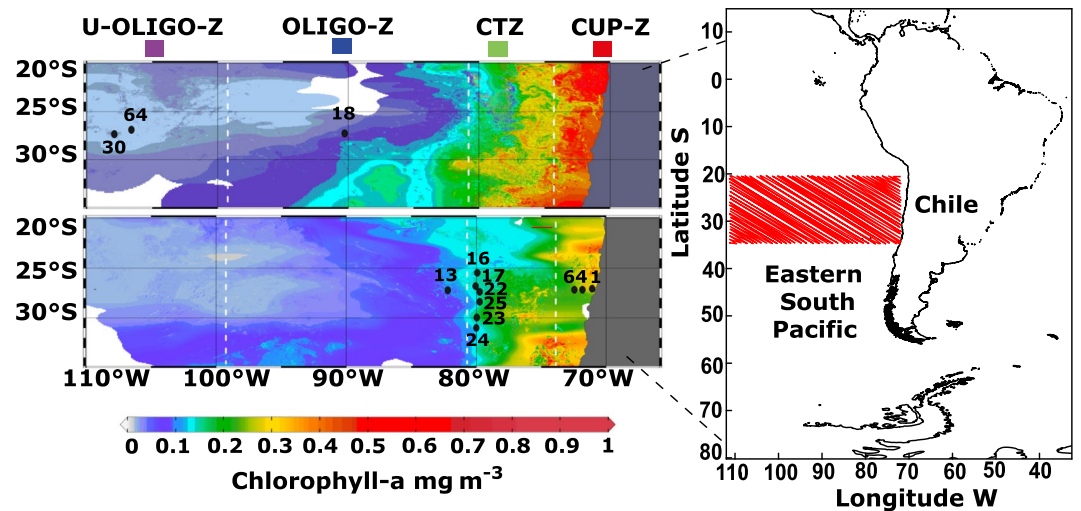 U-OLIGO-Z OLIGO-Z CTZ CUP-Z
20°S
25°S
30°S
64
30
18
20°S
25°S
30°S
13
16
17
22
25
23
24
64 1
110°W 100°W 90°W 80°W 70°W
0 0.1 0.2 0.3 0.4 0.5 0.6 0.7 0.8 0.9 1
Chlorophyll-a mg m⁻³
Latitude S
10
0
10
20
30
40
50
60
70
80
Chile
Eastern
South
Pacific
110 100 90 80 70 60 50 40
Longitude W